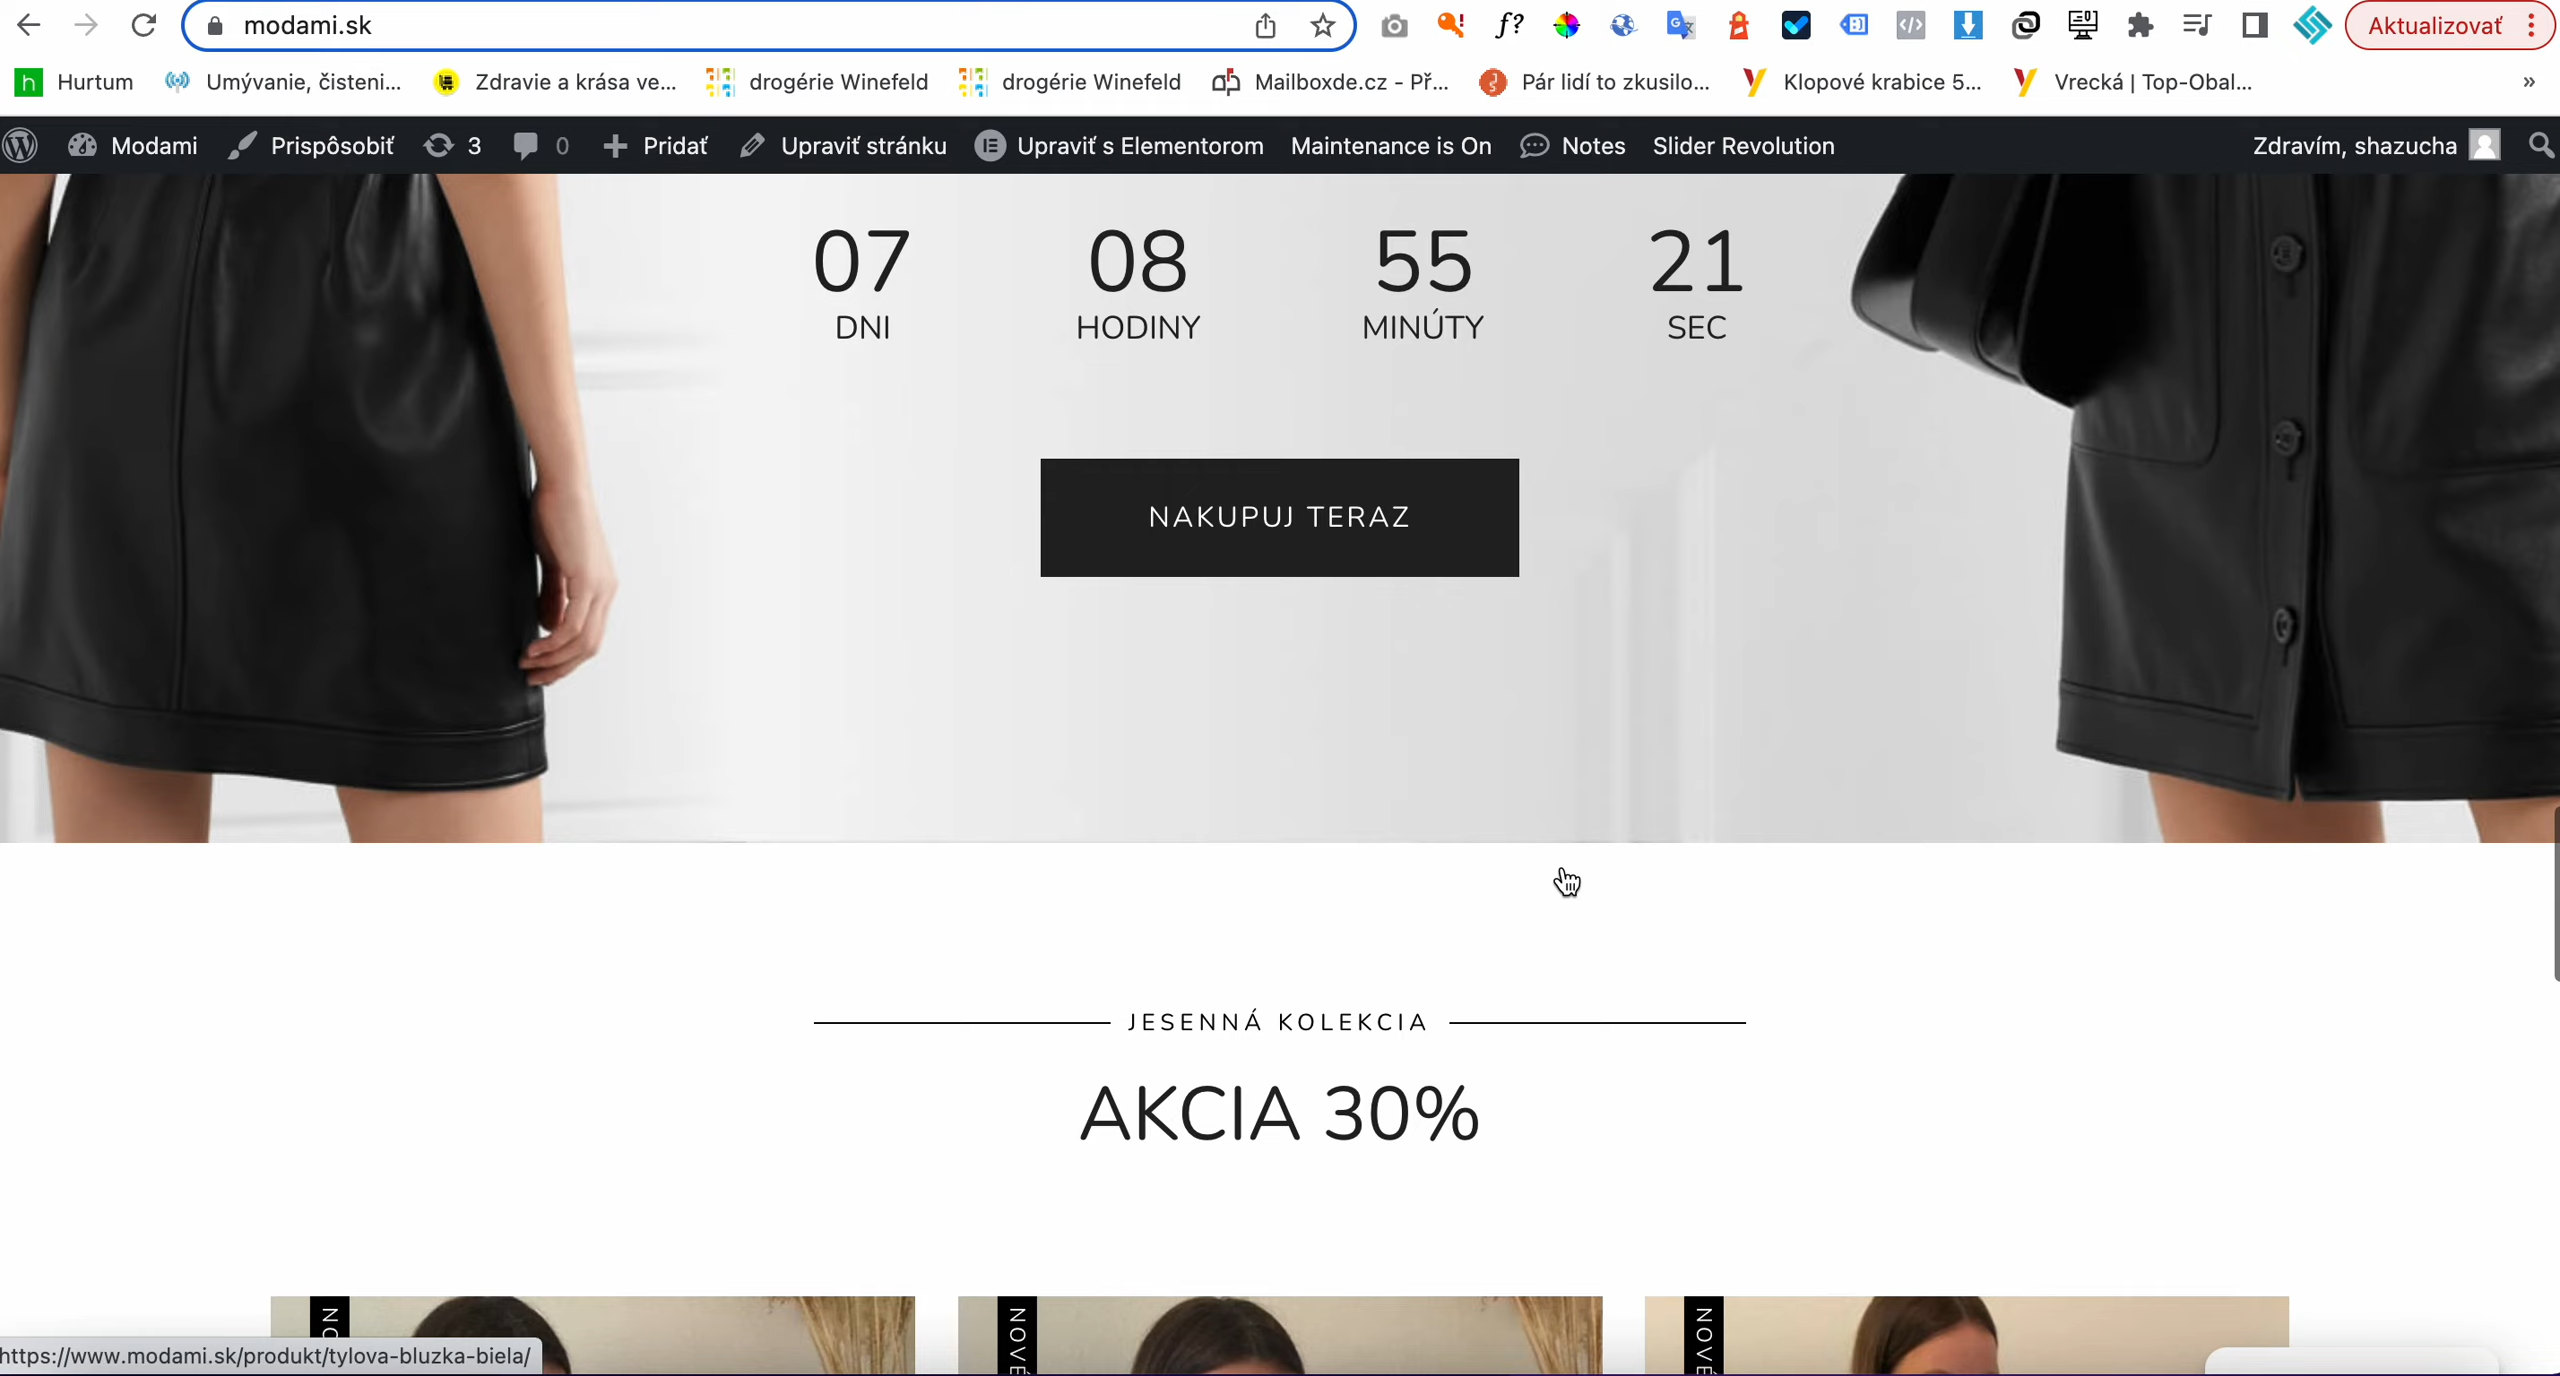 modami.sk
Aktualizovať
Hurtum
Umývanie, čisteni...
Zdravie a krása ve...
drogérie Winefeld
drogérie Winefeld
Mailboxde.cz - Př...
Pár lidí to zkusilo...
Klopové krabice 5...
Vrecká | Top-Obal...
»
Modami
Prispôsobiť
3
0
Pridať
Upraviť stránku
Upraviť s Elementorom
Maintenance is On
Notes
Slider Revolution
Zdravím, shazucha
07 08 55 21
DNI HODINY MINÚTY SEC
NAKUPUJ TERAZ
JESENNÁ KOLEKCIA
AKCIA 30%
NOVÉ
NOVÉ
https://www.modami.sk/produkt/tylova-bluzka-biela/